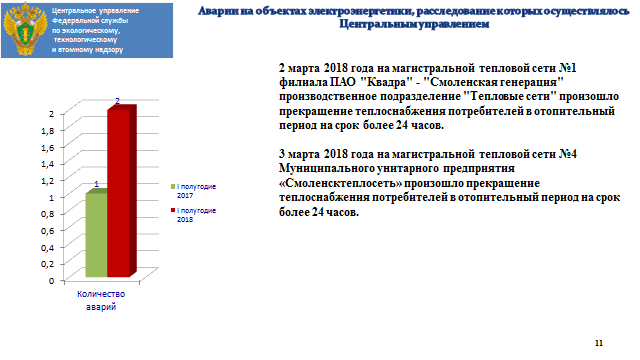 Центральное управление
Федеральной службы
по экологическому,
технологическому
и атомному надзору
Аварии на объектах электроэнергетики, расследование которых осуществлялось
Центральным управлением
2 марта 2018 года на магистральной тепловой сети №1
филиала ПАО "Квадра" - "Смоленская генерация"
производственное подразделение "Тепловые сети" произошло
прекращение теплоснабжения потребителей в отопительный
период на срок более 24 часов.
3 марта 2018 года на магистральной тепловой сети №4
Муниципального унитарного предприятия
«Смоленсктеплосеть» произошло прекращение
теплоснабжения потребителей в отопительный период на срок
более 24 часов.
2
1,8
1,6
1,4
1,2
1
0,8
0,6
0,4
0,2
0
1
2
I полугодие
2017
I полугодие
2018
Количество
аварий
11